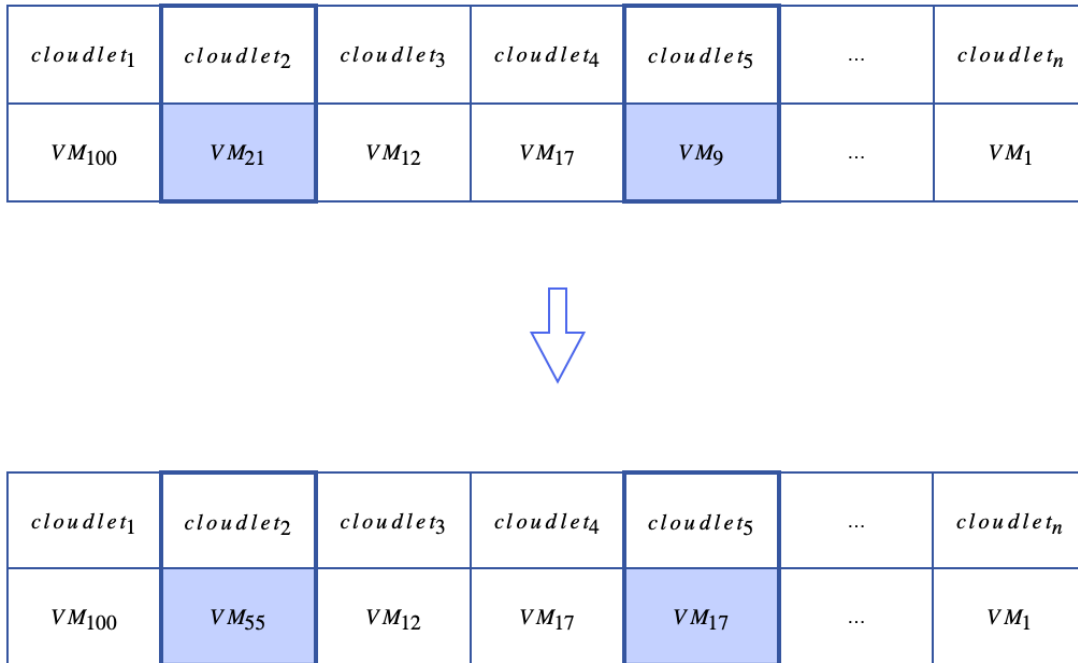 cloudlet₁ cloudlet₂ cloudlet₃ cloudlet₄ cloudlet₅ ... cloudletₙ
VM₁₀₀ VM₂₁ VM₁₂ VM₁₇ VM₉ ... VM₁
cloudlet₁ cloudlet₂ cloudlet₃ cloudlet₄ cloudlet₅ ... cloudletₙ
VM₁₀₀ VM₅₅ VM₁₂ VM₁₇ VM₁₇ ... VM₁